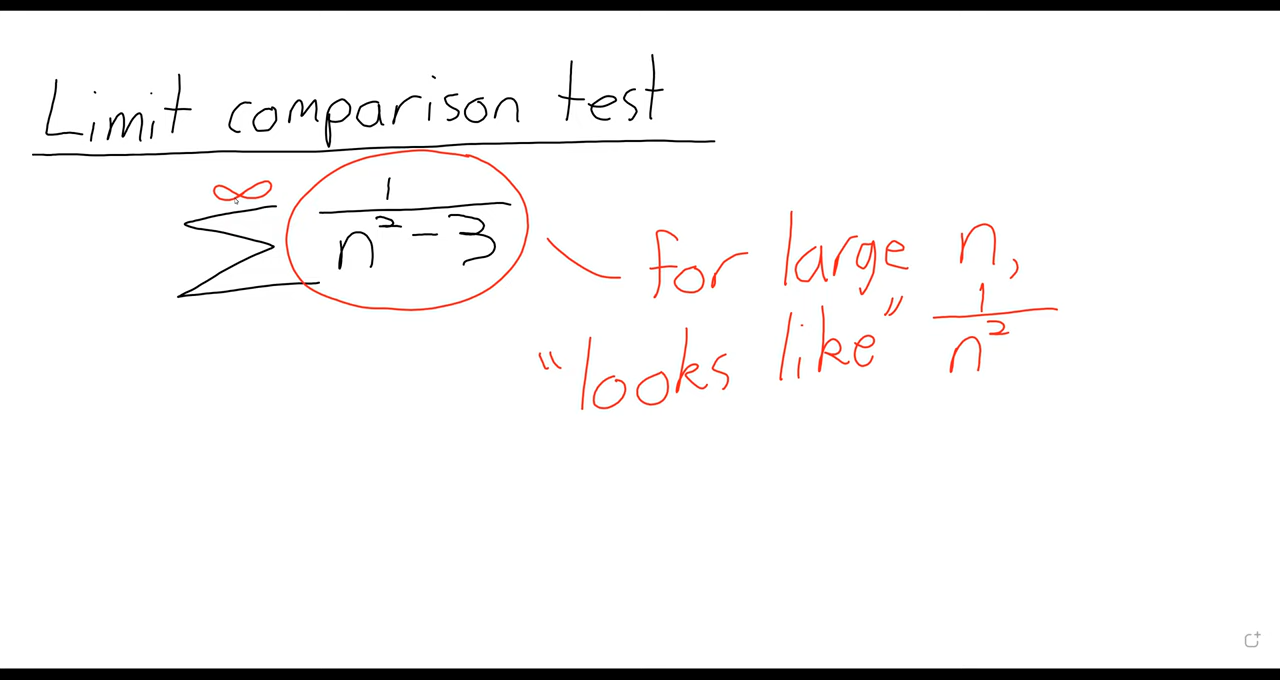 Limit comparison test
∞
∑ 1/(n² - 3)
for large n,
"looks like" 1/n²